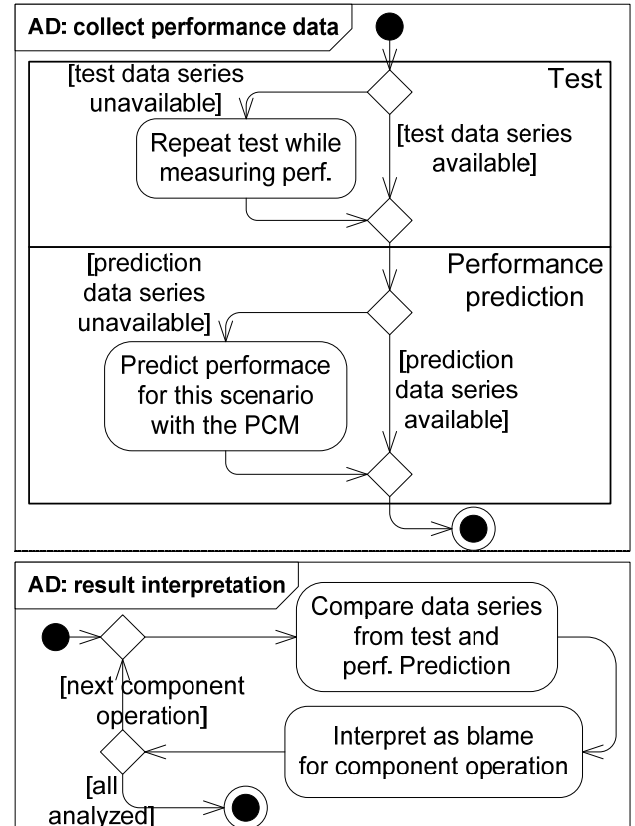 AD: collect performance data
[test data series
unavailable]
Test
Repeat test while
measuring perf.
[test data series
available]
[prediction
data series
unavailable]
Performance
prediction
Predict performace
for this scenario
with the PCM
[prediction
data series
available]
AD: result interpretation
Compare data series
from test and
perf. Prediction
[next component
operation]
Interpret as blame
for component operation
[all
analyzed]